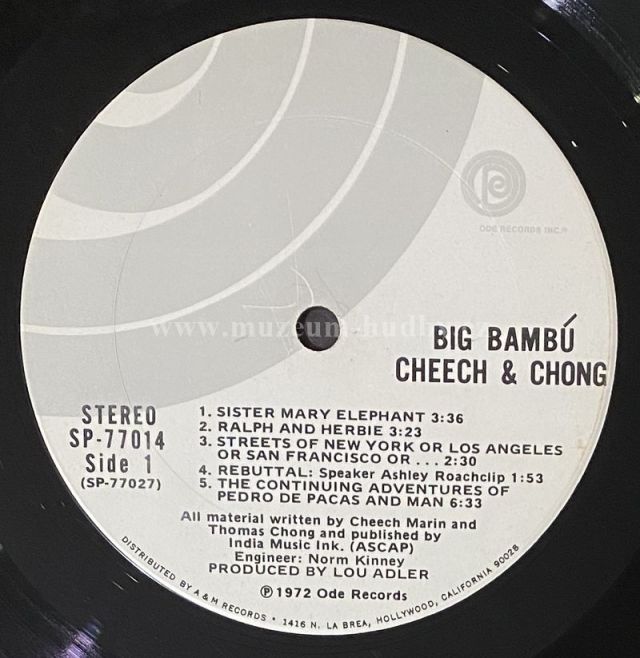 ODE RECORDS INC.®
www.muzeum-hudby.cz
BIG BAMBÚ
CHEECH & CHONG
STEREO
SP-77014
Side 1
(SP-77027)
1. SISTER MARY ELEPHANT 3:36
2. RALPH AND HERBIE 3:23
3. STREETS OF NEW YORK OR LOS ANGELES
OR SAN FRANCISCO OR . . . 2:30
4. REBUTTAL: Speaker Ashley Roachclip 1:53
5. THE CONTINUING ADVENTURES OF
PEDRO DE PACAS AND MAN 6:33
All material written by Cheech Marin and
Thomas Chong and published by
India Music Ink. (ASCAP)
Engineer: Norm Kinney
PRODUCED BY LOU ADLER
℗ 1972 Ode Records
DISTRIBUTED BY A & M RECORDS • 1416 N. LA BREA, HOLLYWOOD, CALIFORNIA 90028